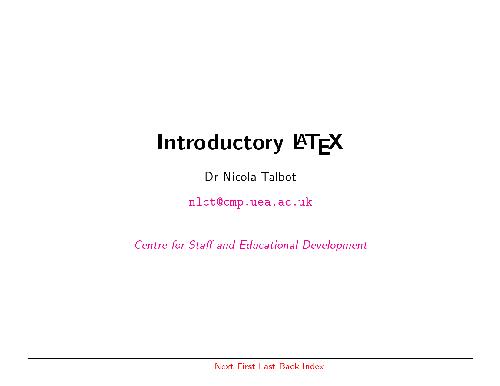 Introductory LATEX
Dr Nicola Talbot
nlct@cmp.uea.ac.uk
Centre for Staff and Educational Development
Next First Last Back Index